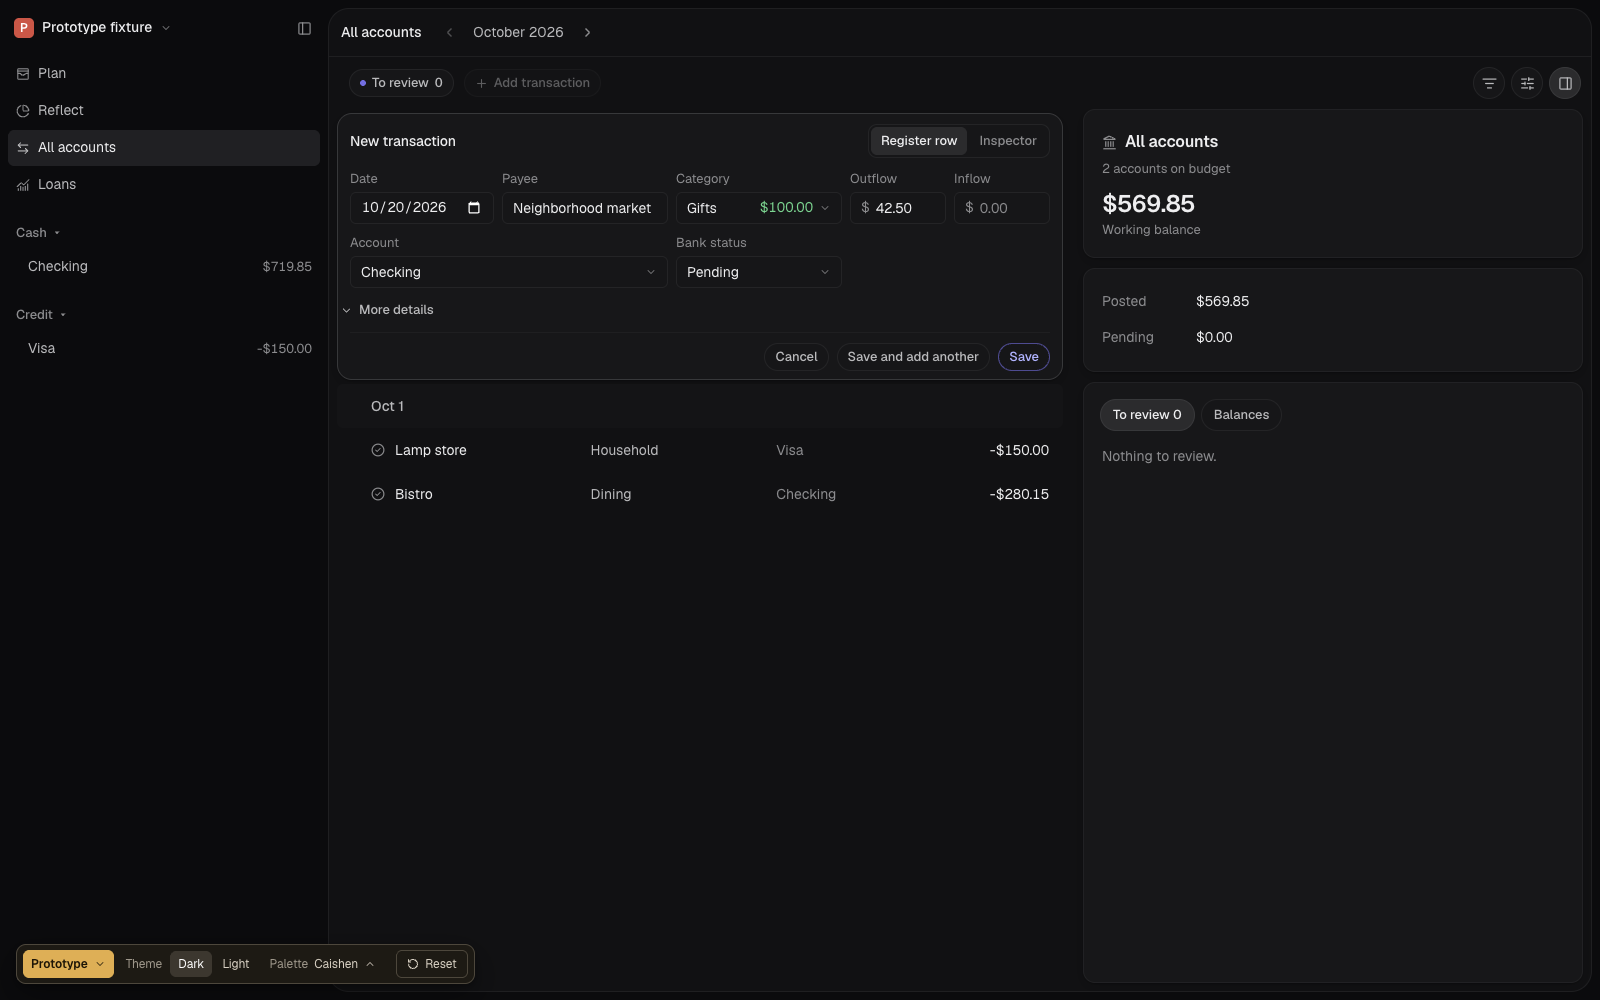 P Prototype fixture
Plan
Reflect
All accounts
Loans
Cash
Checking $719.85
Credit
Visa -$150.00
All accounts October 2026
To review 0 + Add transaction
New transaction Register row Inspector
Date Payee Category Outflow Inflow
10/20/2026 Neighborhood market Gifts $100.00 $ 42.50 $ 0.00
Account Bank status
Checking Pending
More details
Cancel Save and add another Save
Oct 1
Lamp store Household Visa -$150.00
Bistro Dining Checking -$280.15
All accounts
2 accounts on budget
$569.85
Working balance
Posted $569.85
Pending $0.00
To review 0 Balances
Nothing to review.
Prototype Theme Dark Light Palette Caishen Reset